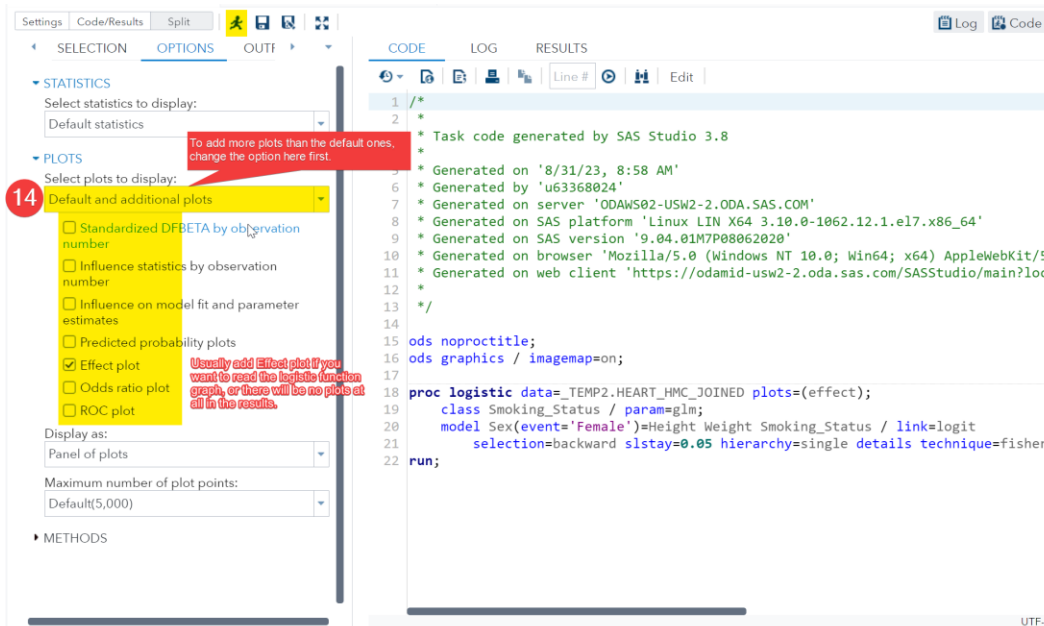 Settings Code/Results Split
Log Code
SELECTION OPTIONS OUTF
CODE LOG RESULTS
Line # Edit
STATISTICS
Select statistics to display:
Default statistics
To add more plots than the default ones,
change the option here first.
PLOTS
Select plots to display:
14
Default and additional plots
Standardized DFBETA by observation
number
Influence statistics by observation
number
Influence on model fit and parameter
estimates
Predicted probability plots
Effect plot
Odds ratio plot
ROC plot
Usually add Effect plot if you
want to read the logistic function
graph, or there will be no plots at
all in the results.
Display as:
Panel of plots
Maximum number of plot points:
Default(5,000)
METHODS
1 /*
2 *
* Task code generated by SAS Studio 3.8
*
5 * Generated on '8/31/23, 8:58 AM'
6 * Generated by 'u63368024'
7 * Generated on server 'ODAWS02-USW2-2.ODA.SAS.COM'
8 * Generated on SAS platform 'Linux LIN X64 3.10.0-1062.12.1.el7.x86_64'
9 * Generated on SAS version '9.04.01M7P08062020'
10 * Generated on browser 'Mozilla/5.0 (Windows NT 10.0; Win64; x64) AppleWebKit/5
11 * Generated on web client 'https://odamid-usw2-2.oda.sas.com/SASStudio/main?loc
12 *
13 */
14
15 ods noproctitle;
16 ods graphics / imagemap=on;
17
18 proc logistic data=_TEMP2.HEART_HMC_JOINED plots=(effect);
19 class Smoking_Status / param=glm;
20 model Sex(event='Female')=Height Weight Smoking_Status / link=logit
21 selection=backward slstay=0.05 hierarchy=single details technique=fisher
22 run;
UTF-